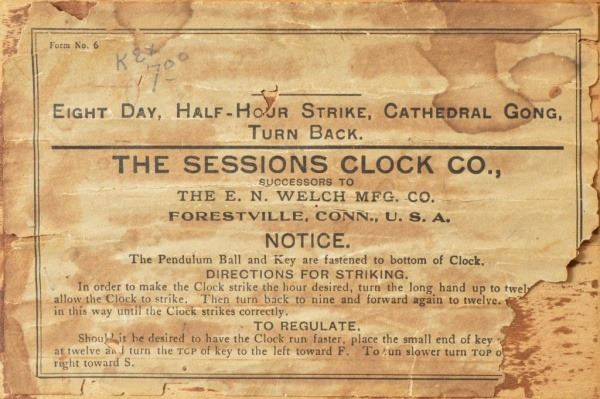 Form No. 6
KEY
7.00
EIGHT DAY, HALF-HOUR STRIKE, CATHEDRAL GONG,
TURN BACK.
THE SESSIONS CLOCK CO.,
SUCCESSORS TO
THE E. N. WELCH MFG. CO.
FORESTVILLE, CONN., U. S. A.
NOTICE.
The Pendulum Ball and Key are fastened to bottom of Clock.
DIRECTIONS FOR STRIKING.
In order to make the Clock strike the hour desired, turn the long hand up to
allow the Clock to strike. Then turn back to nine and forward again to twelve.
in this way until the Clock strikes correctly.
TO REGULATE.
Should it be desired to have the Clock run faster, place the small end of key
at twelve and turn the TOP of key to the left toward F. To run slower turn TOP
right toward S.